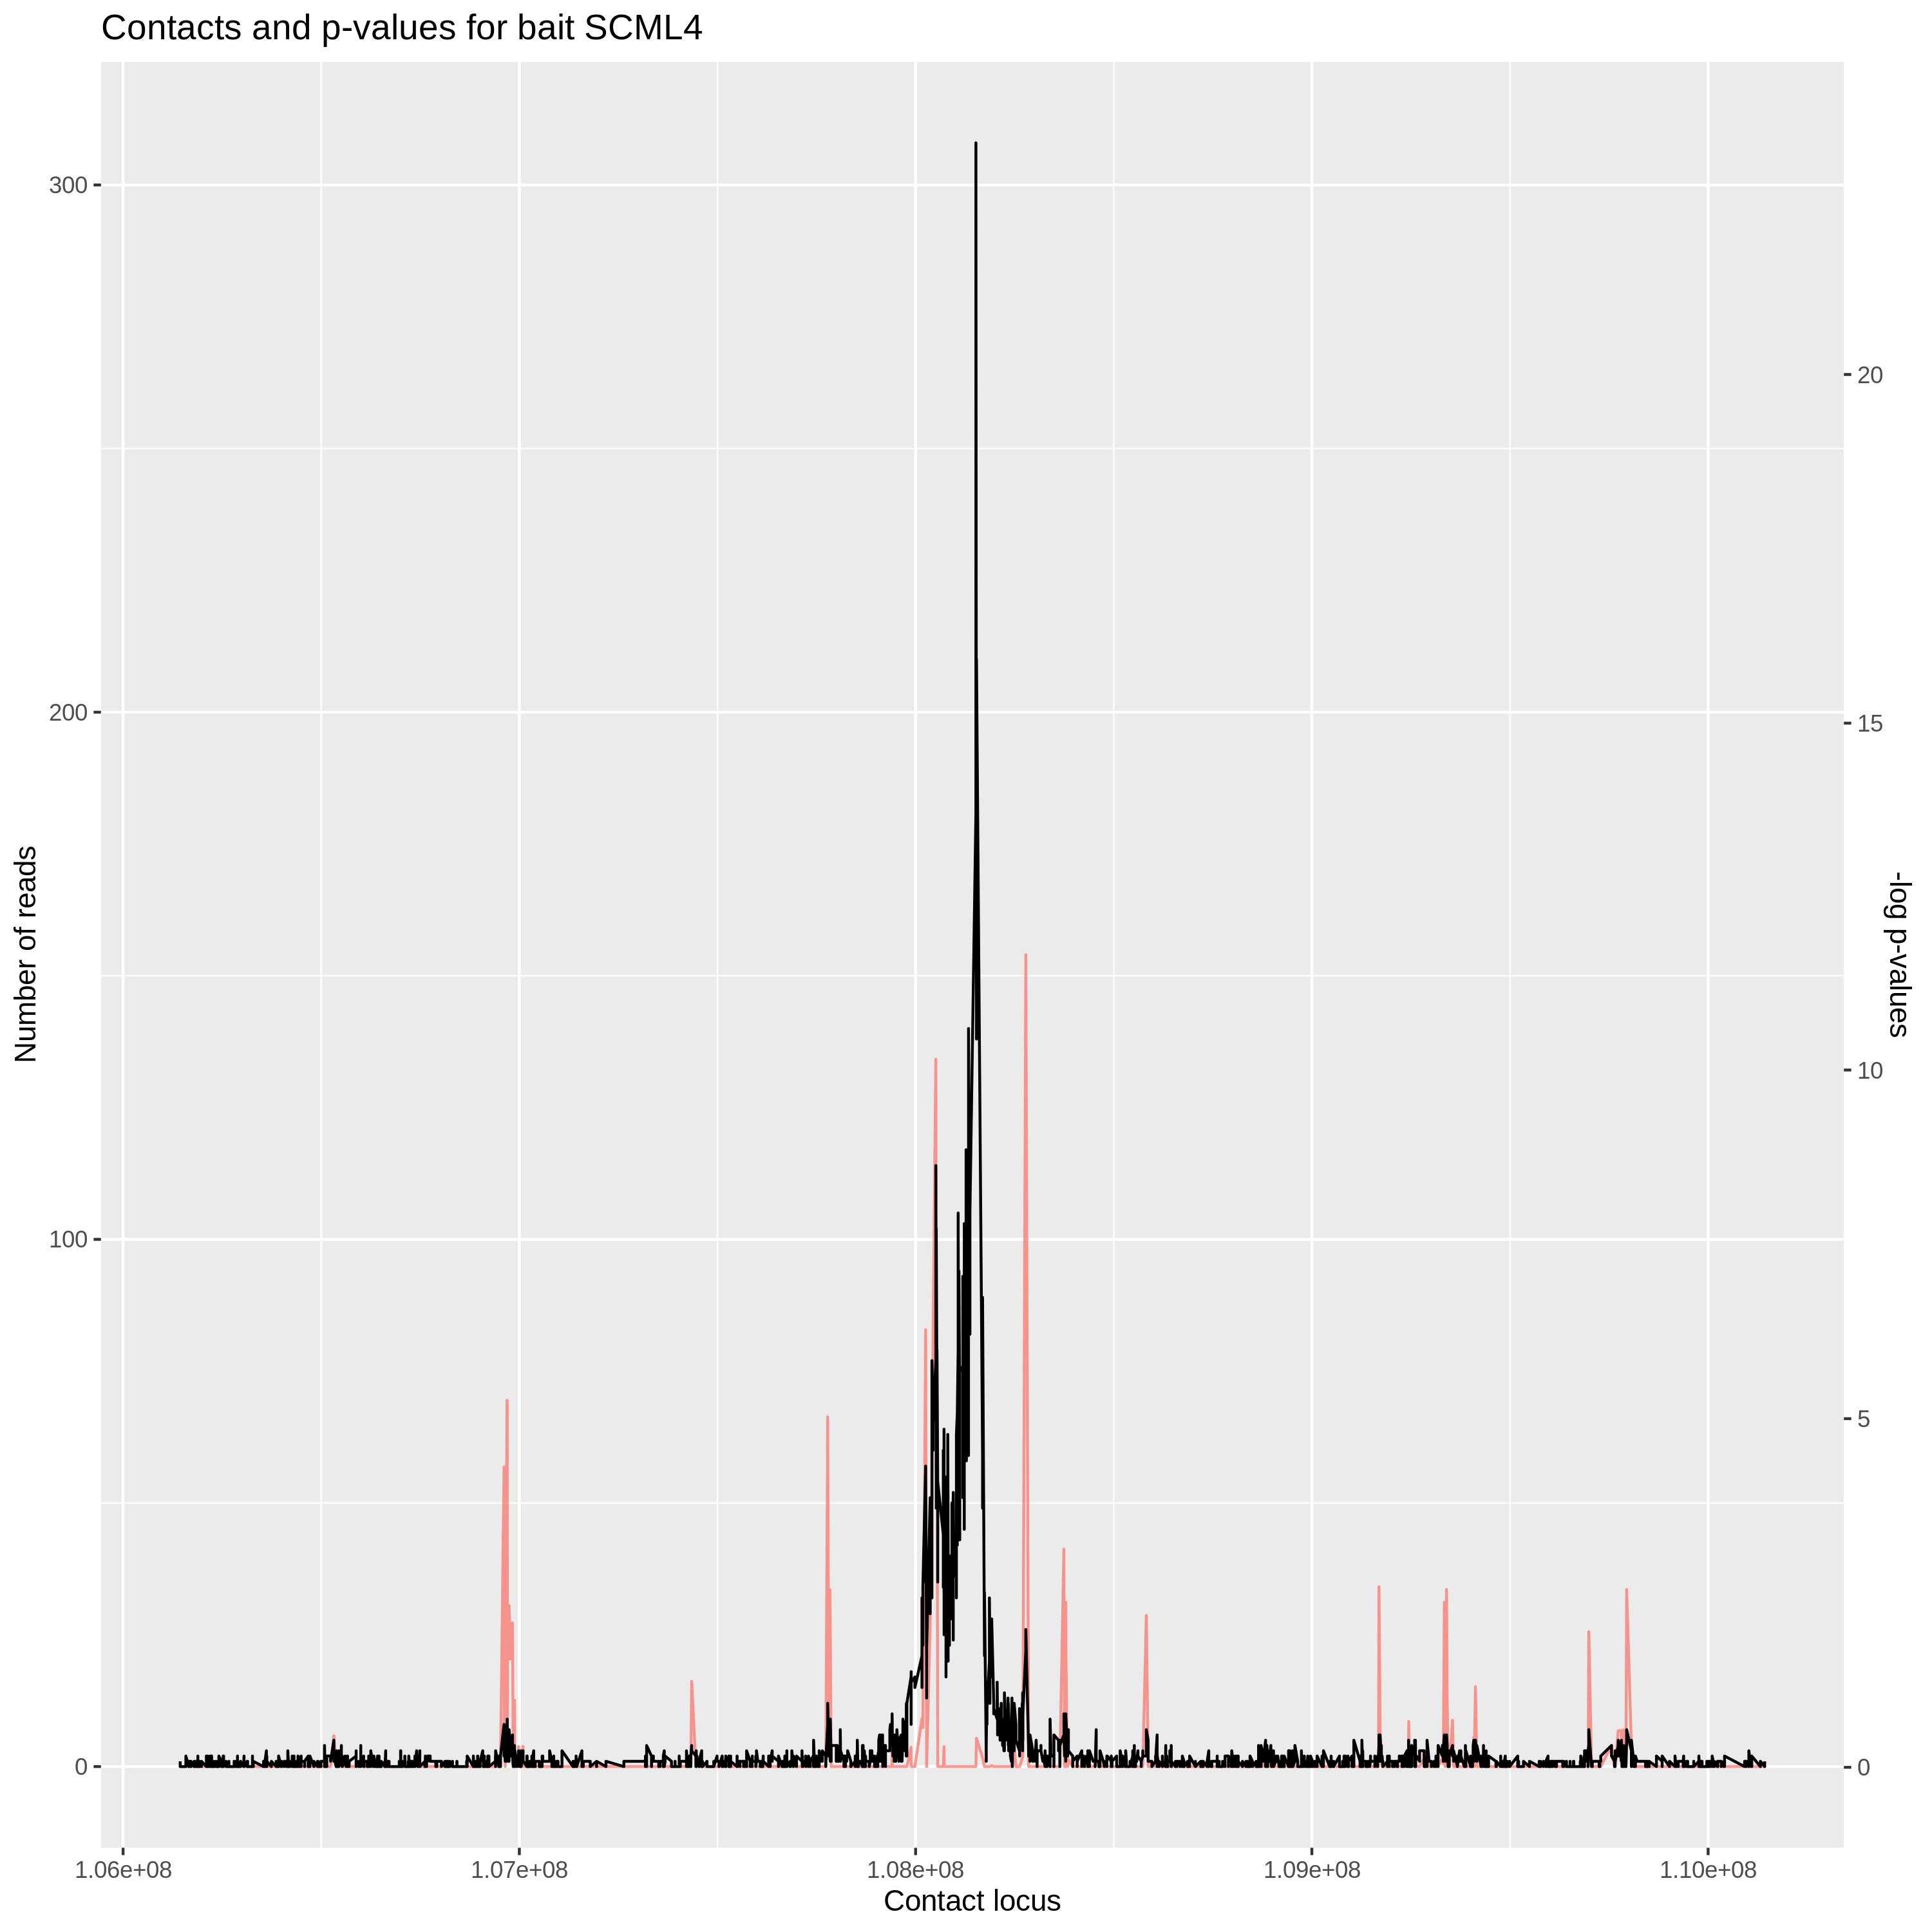 Contacts and p-values for bait SCML4
300
200
100
0
Number of reads
20
15
10
5
0
-log p-values
1.06e+08
1.07e+08
1.08e+08
1.09e+08
1.10e+08
Contact locus